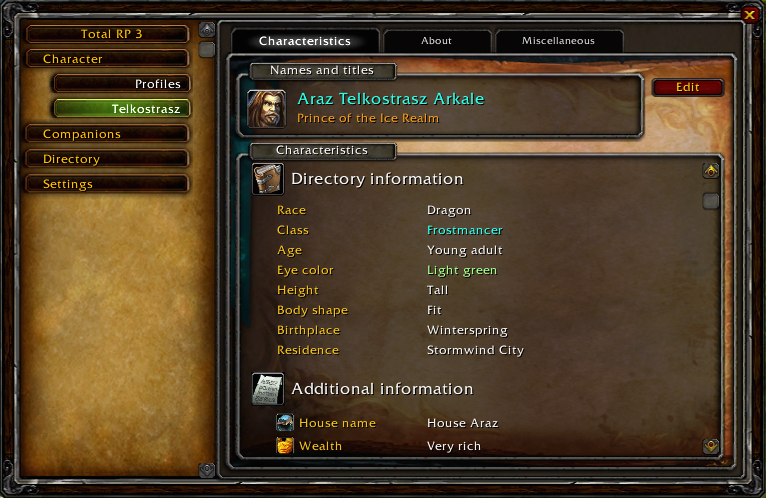 Total RP 3
Character
Profiles
Telkostrasz
Companions
Directory
Settings
Characteristics
About
Miscellaneous
Names and titles
Araz Telkostrasz Arkale
Prince of the Ice Realm
Edit
Characteristics
Directory information
Race Dragon
Class Frostmancer
Age Young adult
Eye color Light green
Height Tall
Body shape Fit
Birthplace Winterspring
Residence Stormwind City
Additional information
House name House Araz
Wealth Very rich